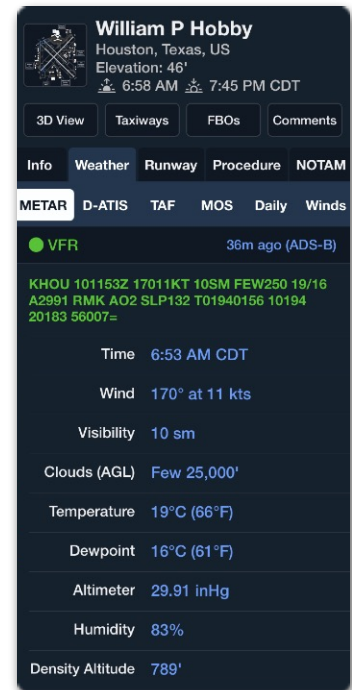 William P Hobby
Houston, Texas, US
Elevation: 46'
6:58 AM 7:45 PM CDT
3D View Taxiways FBOs Comments
Info Weather Runway Procedure NOTAM
METAR D-ATIS TAF MOS Daily Winds
VFR 36m ago (ADS-B)
KHOU 101153Z 17011KT 10SM FEW250 19/16
A2991 RMK AO2 SLP132 T01940156 10194
20183 56007=
Time 6:53 AM CDT
Wind 170° at 11 kts
Visibility 10 sm
Clouds (AGL) Few 25,000'
Temperature 19°C (66°F)
Dewpoint 16°C (61°F)
Altimeter 29.91 inHg
Humidity 83%
Density Altitude 789'